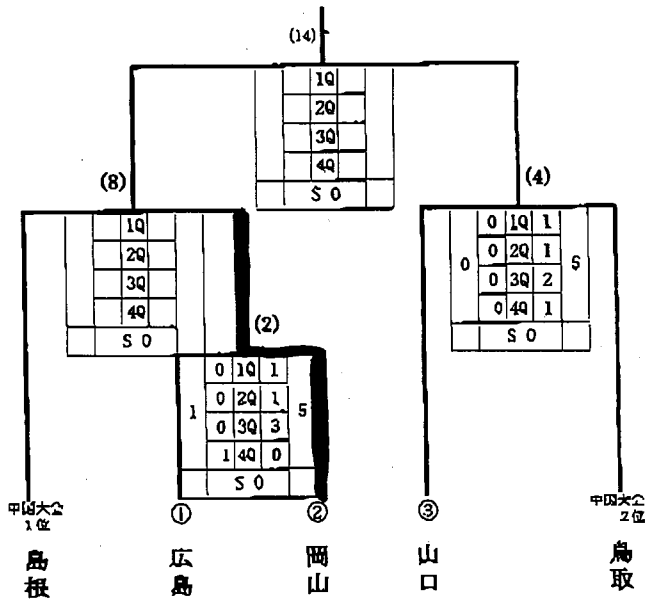 (14)
1Q
2Q
3Q
4Q
S O
(8)
(4)
1Q
2Q
3Q
4Q
S O
0 1Q 1
0 2Q 1
0 3Q 2
0 4Q 1
0 5
S O
(2)
0 1Q 1
0 2Q 1
0 3Q 3
1 4Q 0
1 5
S O
中国大会
1位
島根
①
広島
②
岡山
③
山口
中国大会
2位
鳥取